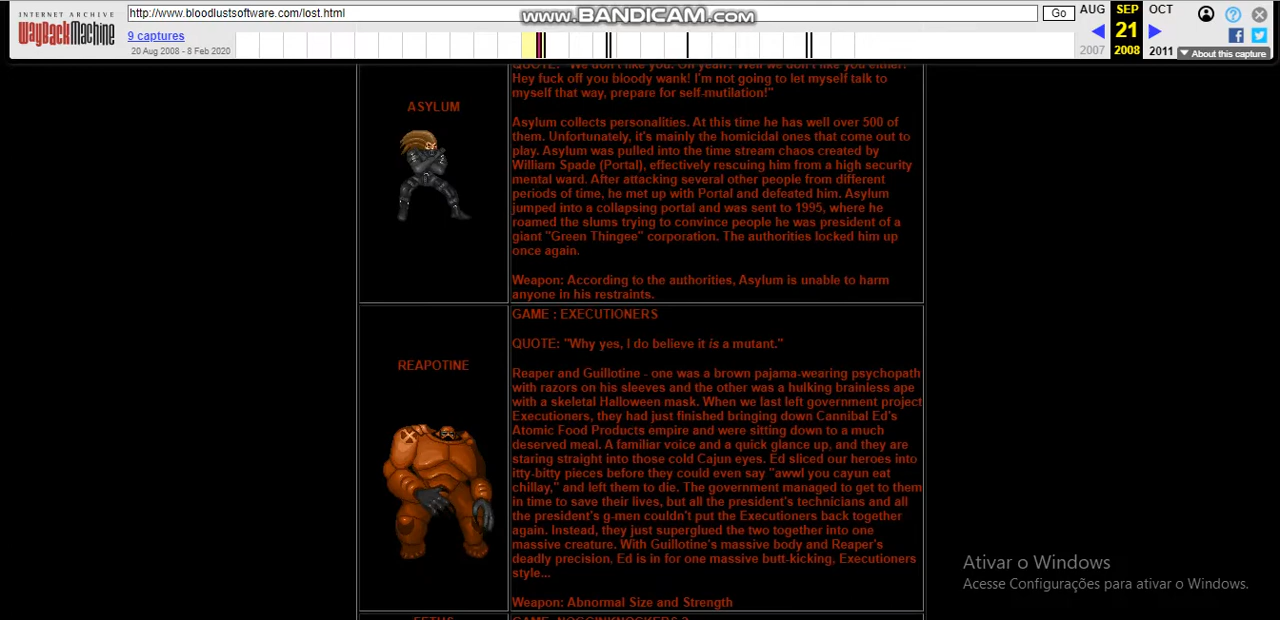 INTERNET ARCHIVE
WayBackMachine
http://www.bloodlustsoftware.com/lost.html
www.BANDICAM.com
Go
AUG
SEP
OCT
9 captures
20 Aug 2008 - 8 Feb 2020
21
2007
2008
2011
About this capture
QUOTE: "We don't like you. Oh yeah? Well we don't like you either!
Hey fuck off you bloody wank! I'm not going to let myself talk to
myself that way, prepare for self-mutilation!"
ASYLUM
Asylum collects personalities. At this time he has well over 500 of
them. Unfortunately, it's mainly the homicidal ones that come out to
play. Asylum was pulled into the time stream chaos created by
William Spade (Portal), effectively rescuing him from a high security
mental ward. After attacking several other people from different
periods of time, he met up with Portal and defeated him. Asylum
jumped into a collapsing portal and was sent to 1995, where he
roamed the slums trying to convince people he was president of a
giant "Green Thingee" corporation. The authorities locked him up
once again.
Weapon: According to the authorities, Asylum is unable to harm
anyone in his restraints.
GAME : EXECUTIONERS
QUOTE: "Why yes, I do believe it is a mutant."
REAPOTINE
Reaper and Guillotine - one was a brown pajama-wearing psychopath
with razors on his sleeves and the other was a hulking brainless ape
with a skeletal Halloween mask. When we last left government project
Executioners, they had just finished bringing down Cannibal Ed's
Atomic Food Products empire and were sitting down to a much
deserved meal. A familiar voice and a quick glance up, and they are
staring straight into those cold Cajun eyes. Ed sliced our heroes into
itty-bitty pieces before they could even say "awwl you cayun eat
chillay," and left them to die. The government managed to get to them
in time to save their lives, but all the president's technicians and all
the president's g-men couldn't put the Executioners back together
again. Instead, they just superglued the two together into one
massive creature. With Guillotine's massive body and Reaper's
deadly precision, Ed is in for one massive butt-kicking, Executioners
style...
Weapon: Abnormal Size and Strength
FETUS
GAME: NOGGINKNOCKERS 2
Ativar o Windows
Acesse Configurações para ativar o Windows.